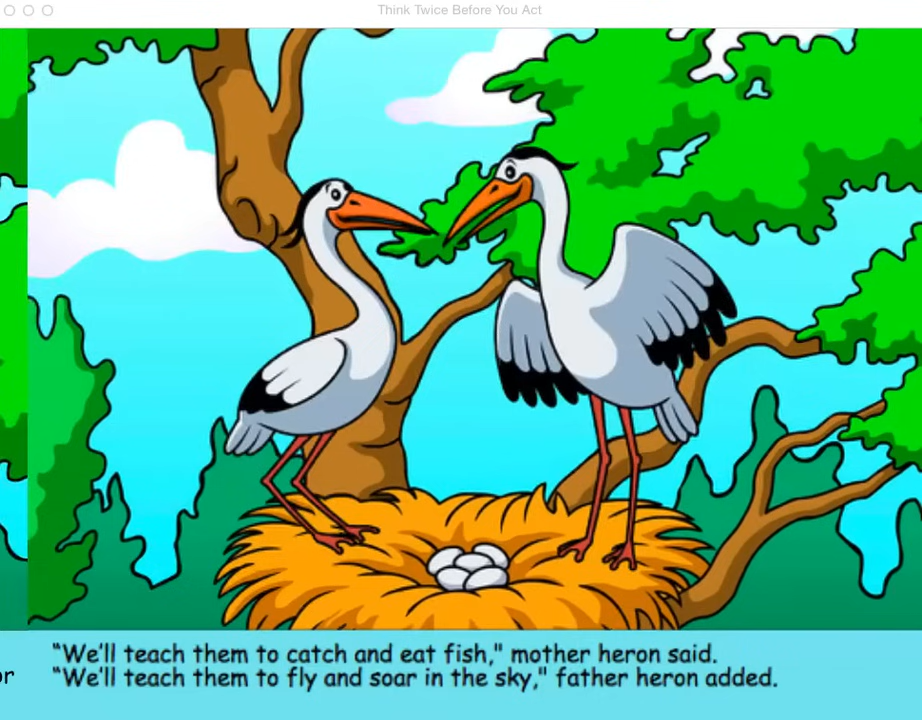 Think Twice Before You Act
“We'll teach them to catch and eat fish," mother heron said.
or “We'll teach them to fly and soar in the sky," father heron added.